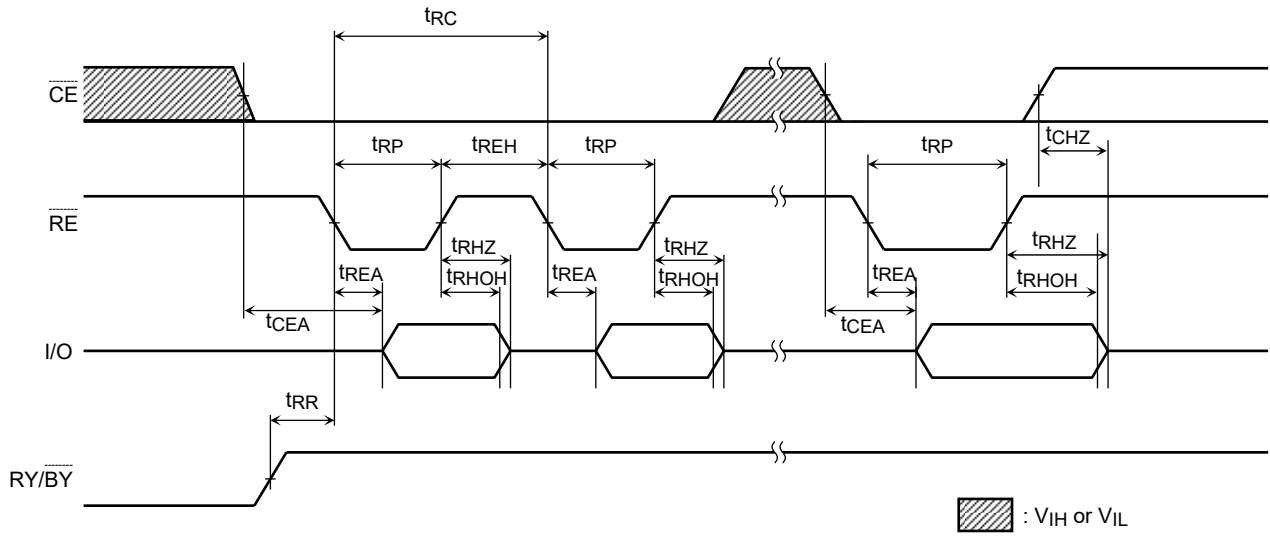 tRC
CE
tRP
tREH
tRP
tRP
tCHZ
RE
tREA
tRHZ
tRHOH
tREA
tRHZ
tRHOH
tREA
tRHZ
tRHOH
tCEA
tCEA
I/O
tRR
RY/BY
: VIH or VIL